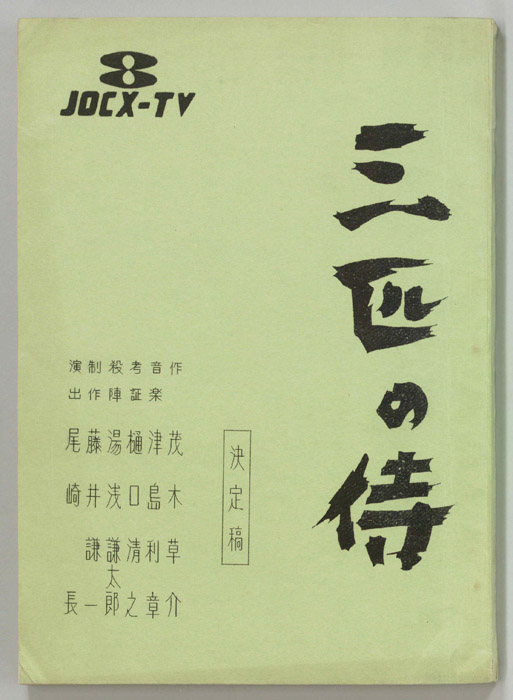 8
JOCX-TV
三匹の侍
決定稿
作 茂木草介
音楽 津島利章
考証 樋口清之
殺陣 湯浅謙太郎
制作 藤井謙一
演出 尾崎長